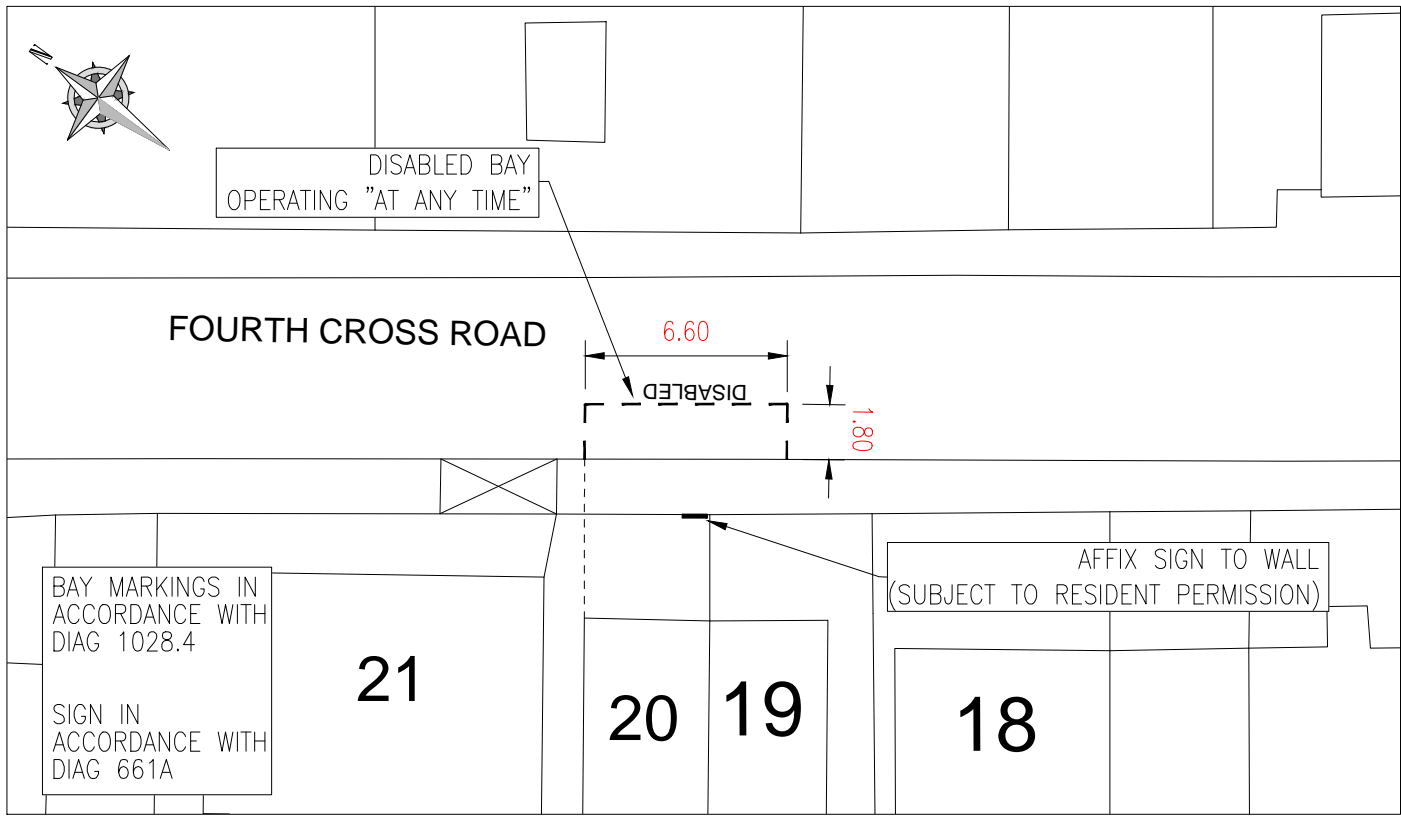 N
DISABLED BAY
OPERATING "AT ANY TIME"
FOURTH CROSS ROAD
6.60
DISABLED
1.80
AFFIX SIGN TO WALL
(SUBJECT TO RESIDENT PERMISSION)
BAY MARKINGS IN
ACCORDANCE WITH
DIAG 1028.4
SIGN IN
ACCORDANCE WITH
DIAG 661A
21
20
19
18